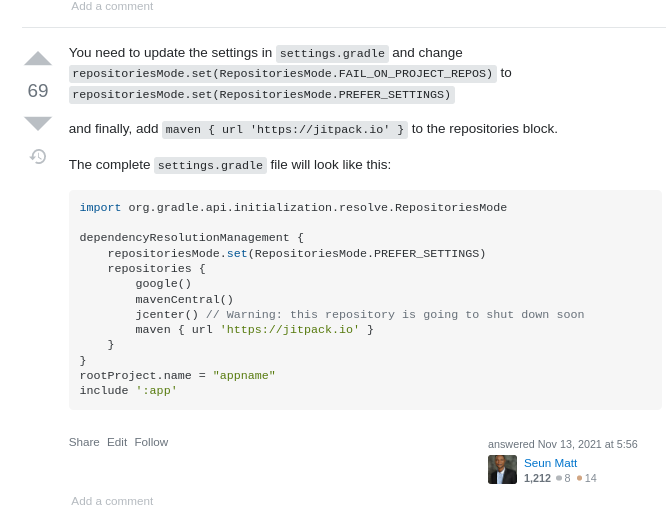 Add a comment
You need to update the settings in settings.gradle and change
repositoriesMode.set(RepositoriesMode.FAIL_ON_PROJECT_REPOS) to
69
repositoriesMode.set(RepositoriesMode.PREFER_SETTINGS)
and finally, add maven { url 'https://jitpack.io' } to the repositories block.
The complete settings.gradle file will look like this:
import org.gradle.api.initialization.resolve.RepositoriesMode
dependencyResolutionManagement {
    repositoriesMode.set(RepositoriesMode.PREFER_SETTINGS)
    repositories {
        google()
        mavenCentral()
        jcenter() // Warning: this repository is going to shut down soon
        maven { url 'https://jitpack.io' }
    }
}
rootProject.name = "appname"
include ':app'
Share Edit Follow
answered Nov 13, 2021 at 5:56
Seun Matt
1,212 8 14
Add a comment